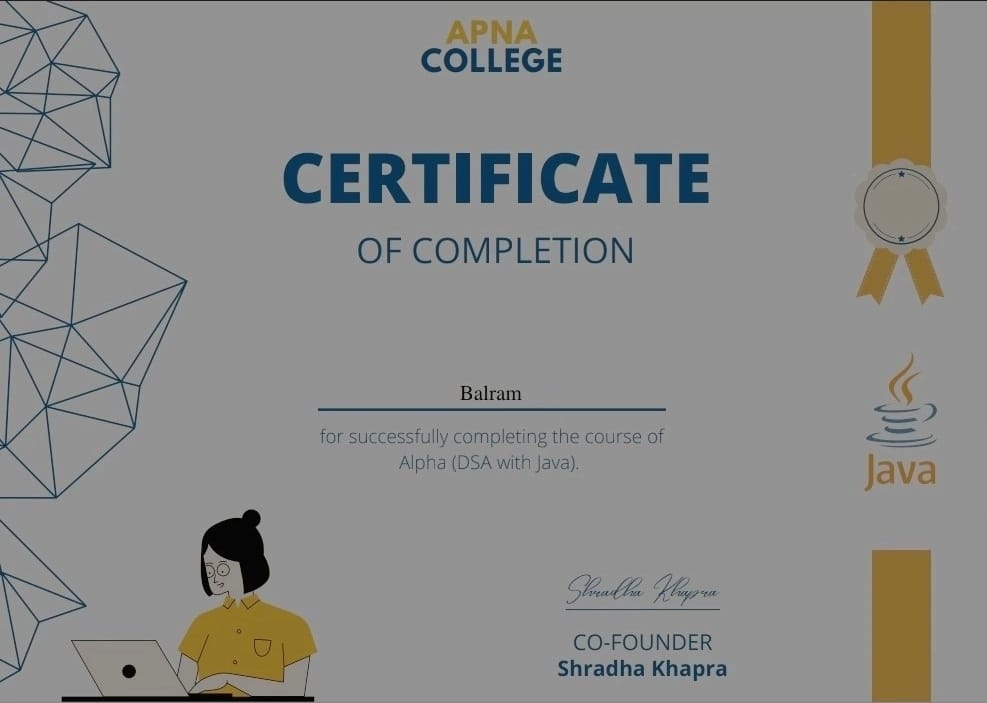 APNA
COLLEGE
CERTIFICATE
OF COMPLETION
Balram
for successfully completing the course of
Alpha (DSA with Java).
Java
Shradha Khapra
CO-FOUNDER
Shradha Khapra